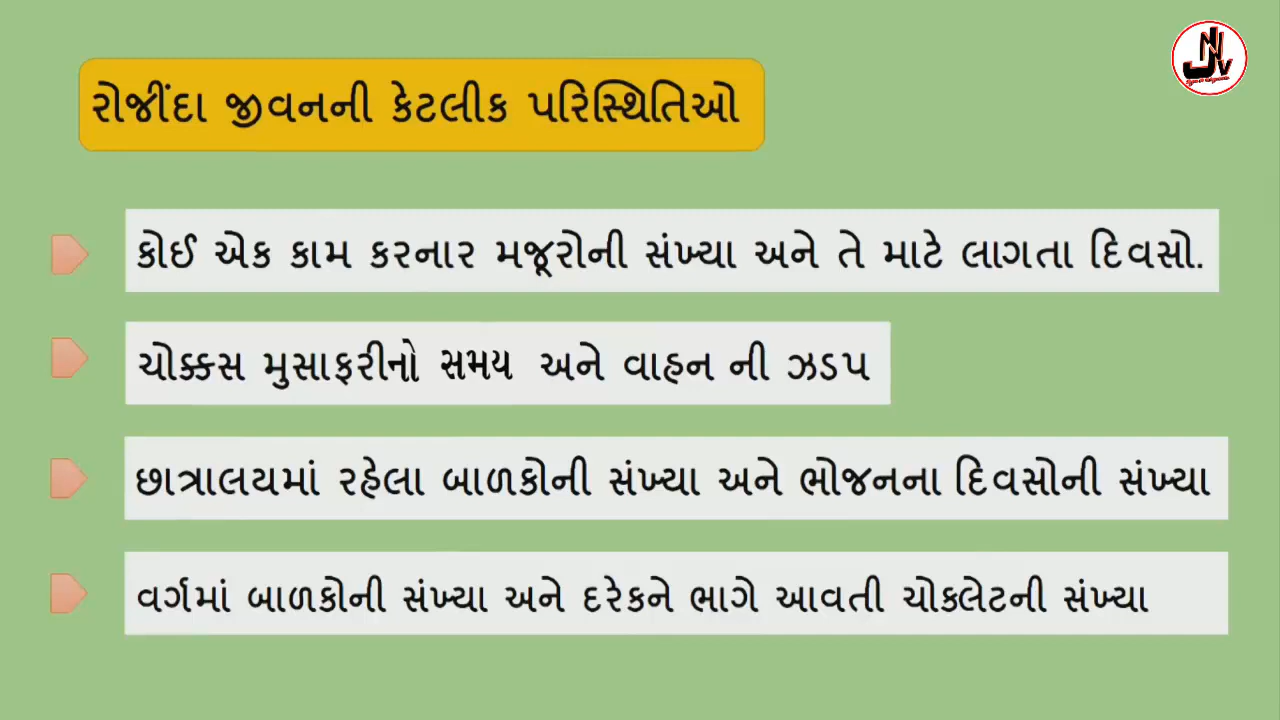 રોજીંદા જીવનની કેટલીક પરિસ્થિતિઓ
કોઈ એક કામ કરનાર મજૂરોની સંખ્યા અને તે માટે લાગતા દિવસો.
ચોક્કસ મુસાફરીનો સમય અને વાહન ની ઝડપ
છાત્રાલયમાં રહેલા બાળકોની સંખ્યા અને ભોજનના દિવસોની સંખ્યા
વર્ગમાં બાળકોની સંખ્યા અને દરેકને ભાગે આવતી ચોકલેટની સંખ્યા